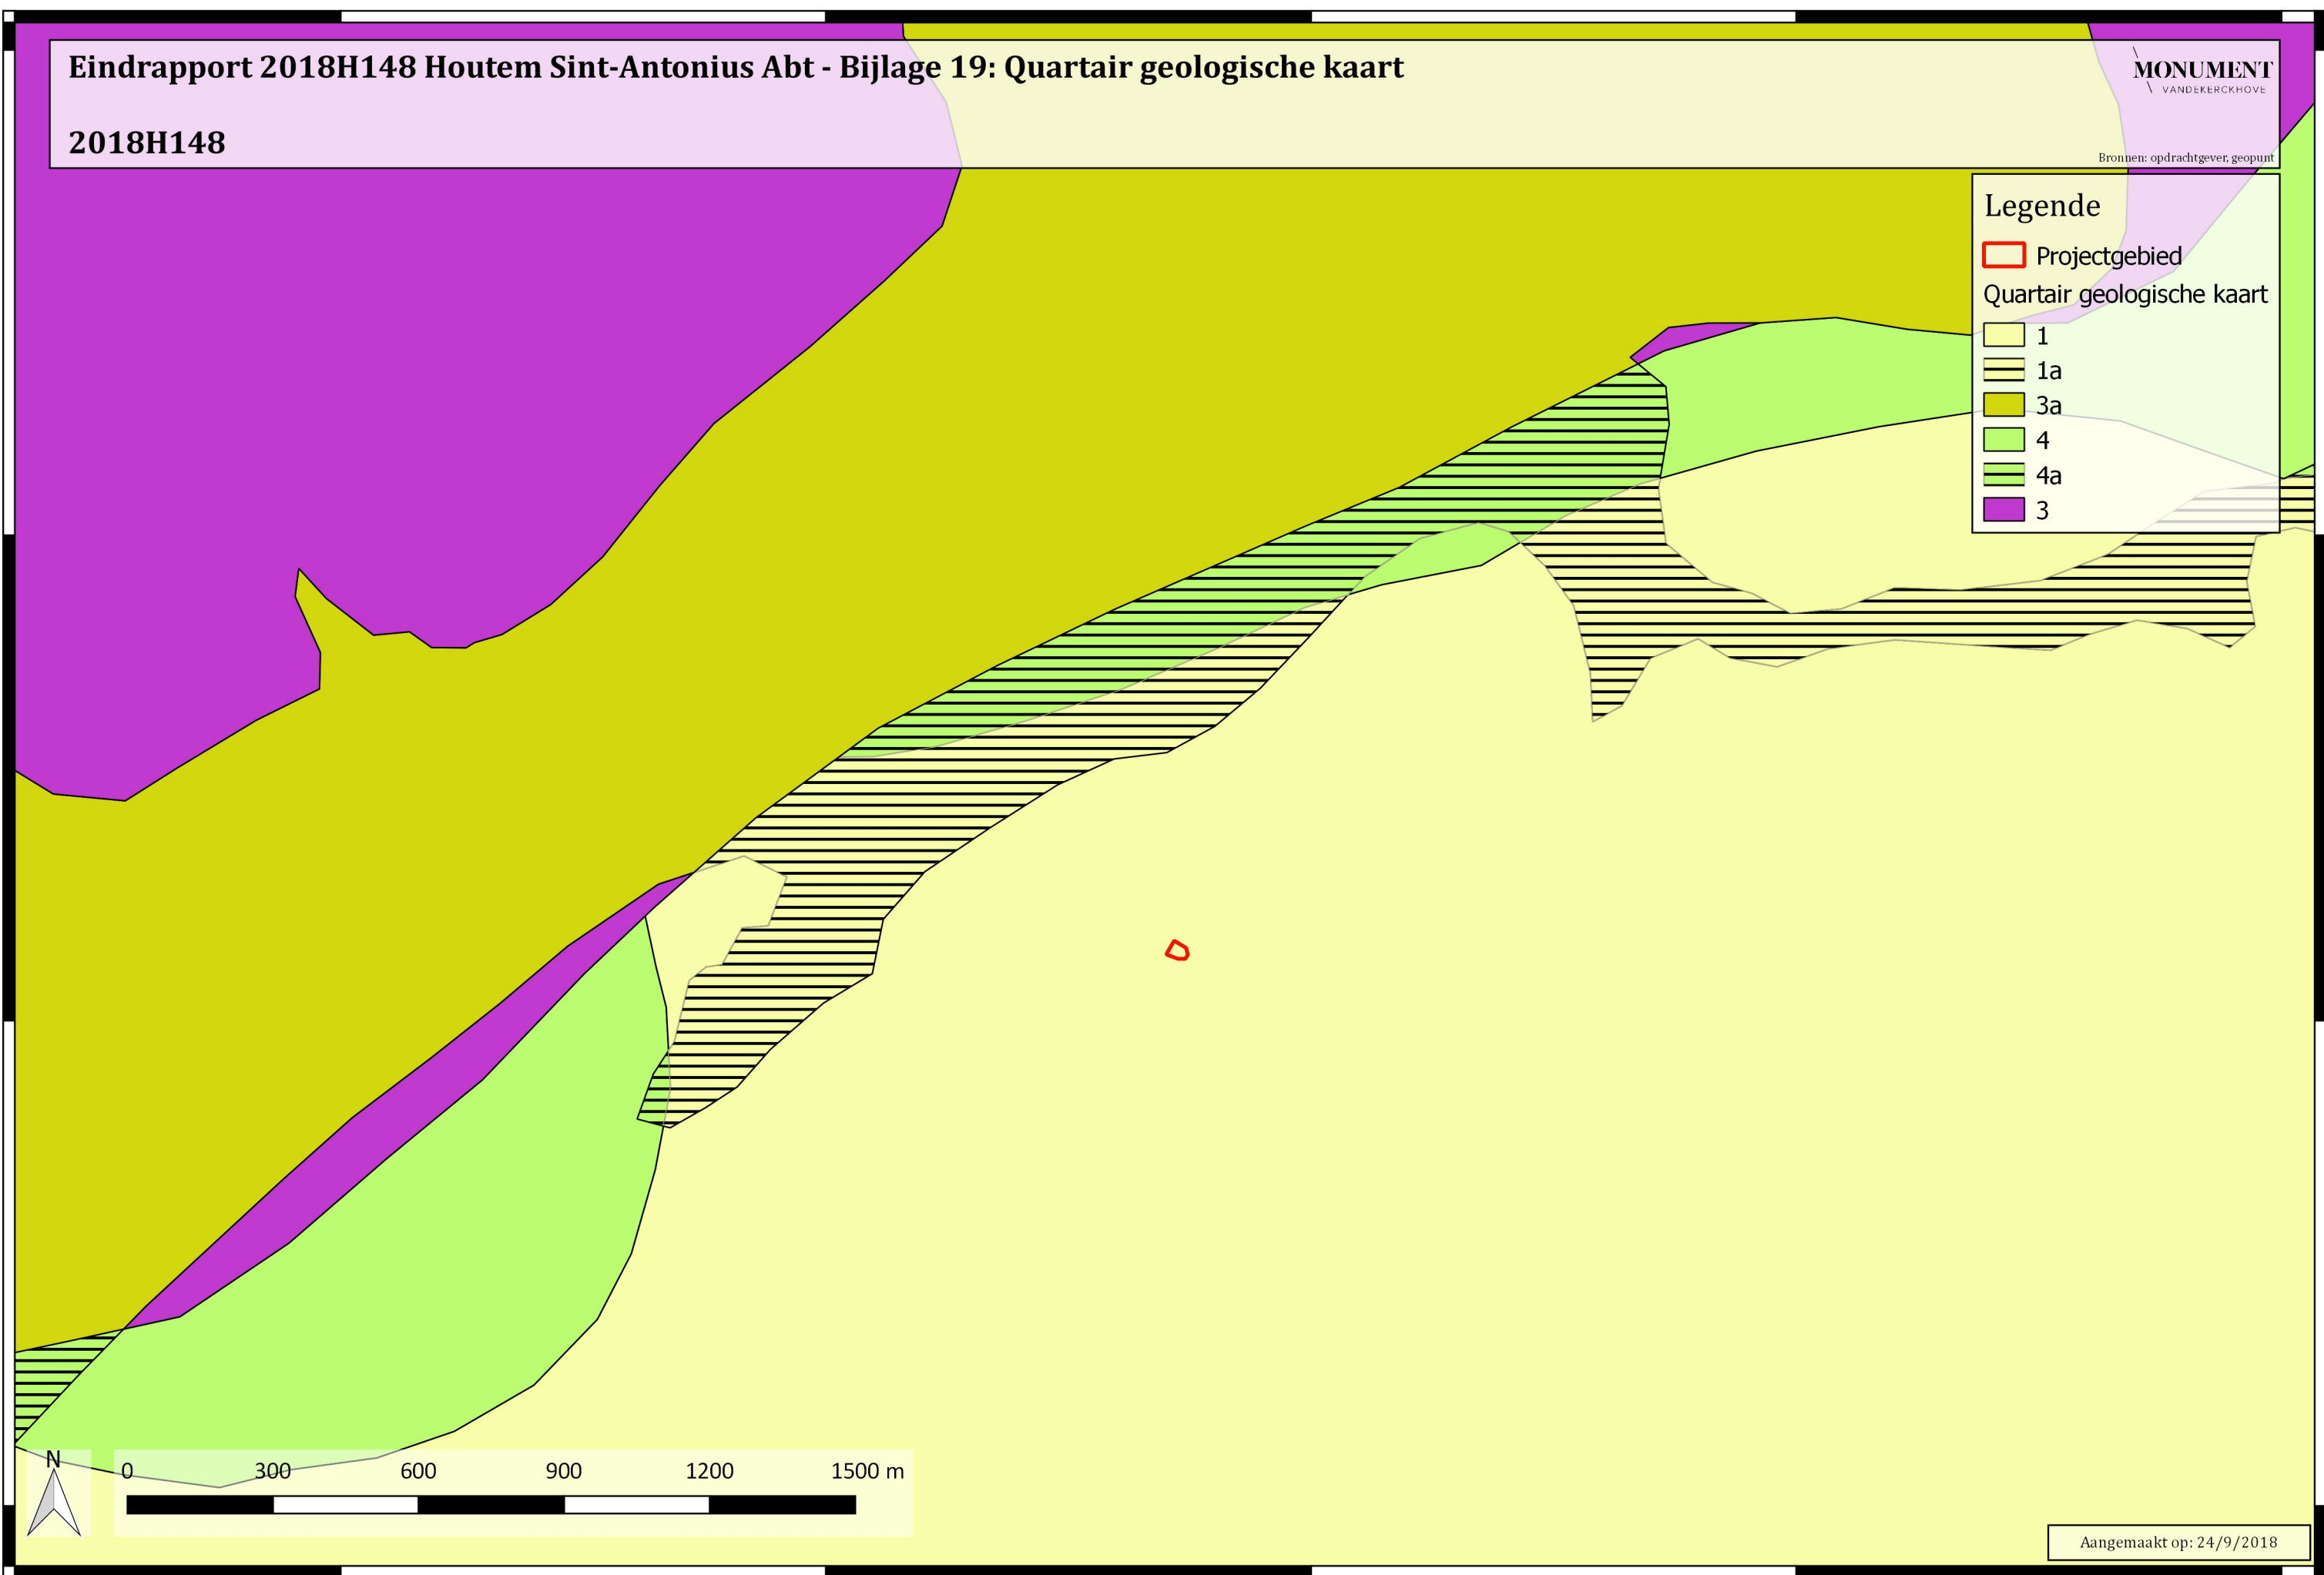 Eindrapport 2018H148 Houtem Sint-Antonius Abt - Bijlage 19: Quartair geologische kaart
MONUMENT
VANDEKERCKHOVE
2018H148
Bronnen: opdrachtgever, geopunt
Legende
Projectgebied
Quartair geologische kaart
1
1a
3a
4
4a
3
N
0 300 600 900 1200 1500 m
Aangemaakt op: 24/9/2018